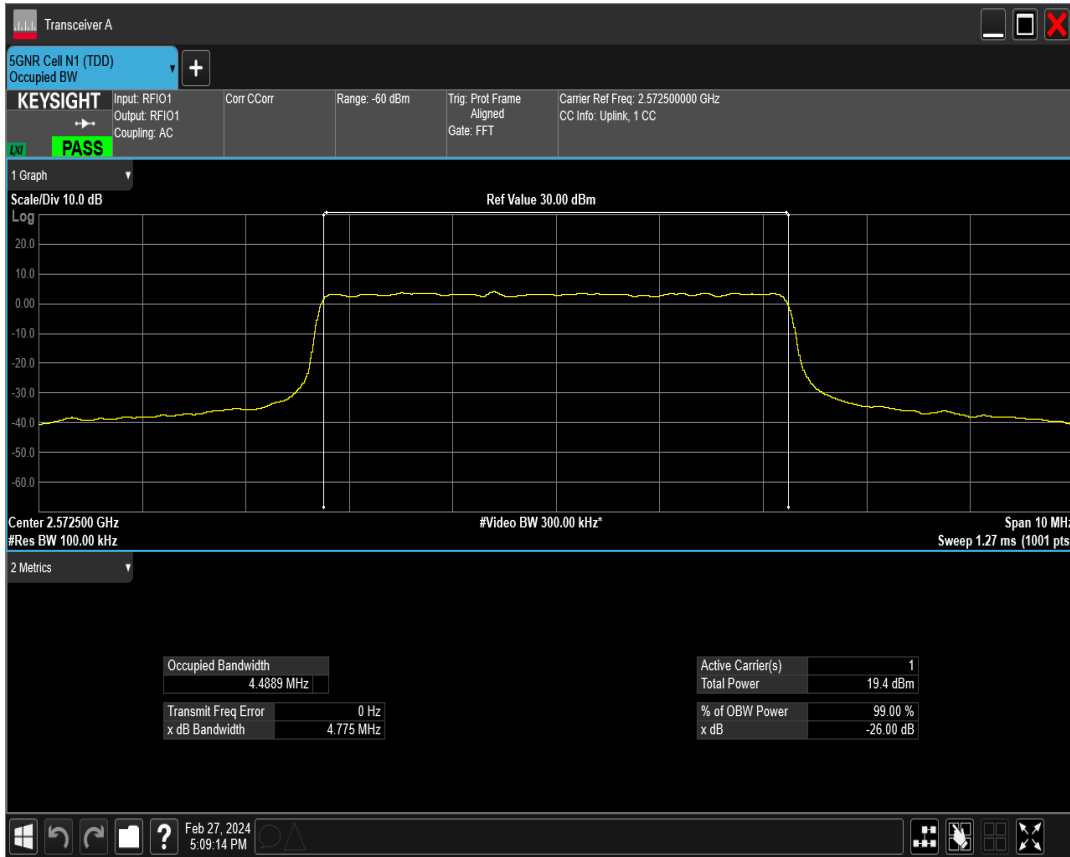 Transceiver A
5GNR Cell N1 (TDD)
Occupied BW
+
KEYSIGHT
LXI
PASS
Input: RFIO1
Output: RFIO1
Coupling: AC
Corr CCorr
Range: -60 dBm
Trig: Prot Frame
Aligned
Gate: FFT
Carrier Ref Freq: 2.572500000 GHz
CC Info: Uplink, 1 CC
1 Graph
Scale/Div 10.0 dB
Ref Value 30.00 dBm
Log
20.0
10.0
0.00
-10.0
-20.0
-30.0
-40.0
-50.0
-60.0
Center 2.572500 GHz
#Video BW 300.00 kHz*
Span 10 MHz
#Res BW 100.00 kHz
Sweep 1.27 ms (1001 pts
2 Metrics
Occupied Bandwidth
4.4889 MHz
Transmit Freq Error 0 Hz
x dB Bandwidth 4.775 MHz
Active Carrier(s) 1
Total Power 19.4 dBm
% of OBW Power 99.00 %
x dB -26.00 dB
?
Feb 27, 2024
5:09:14 PM